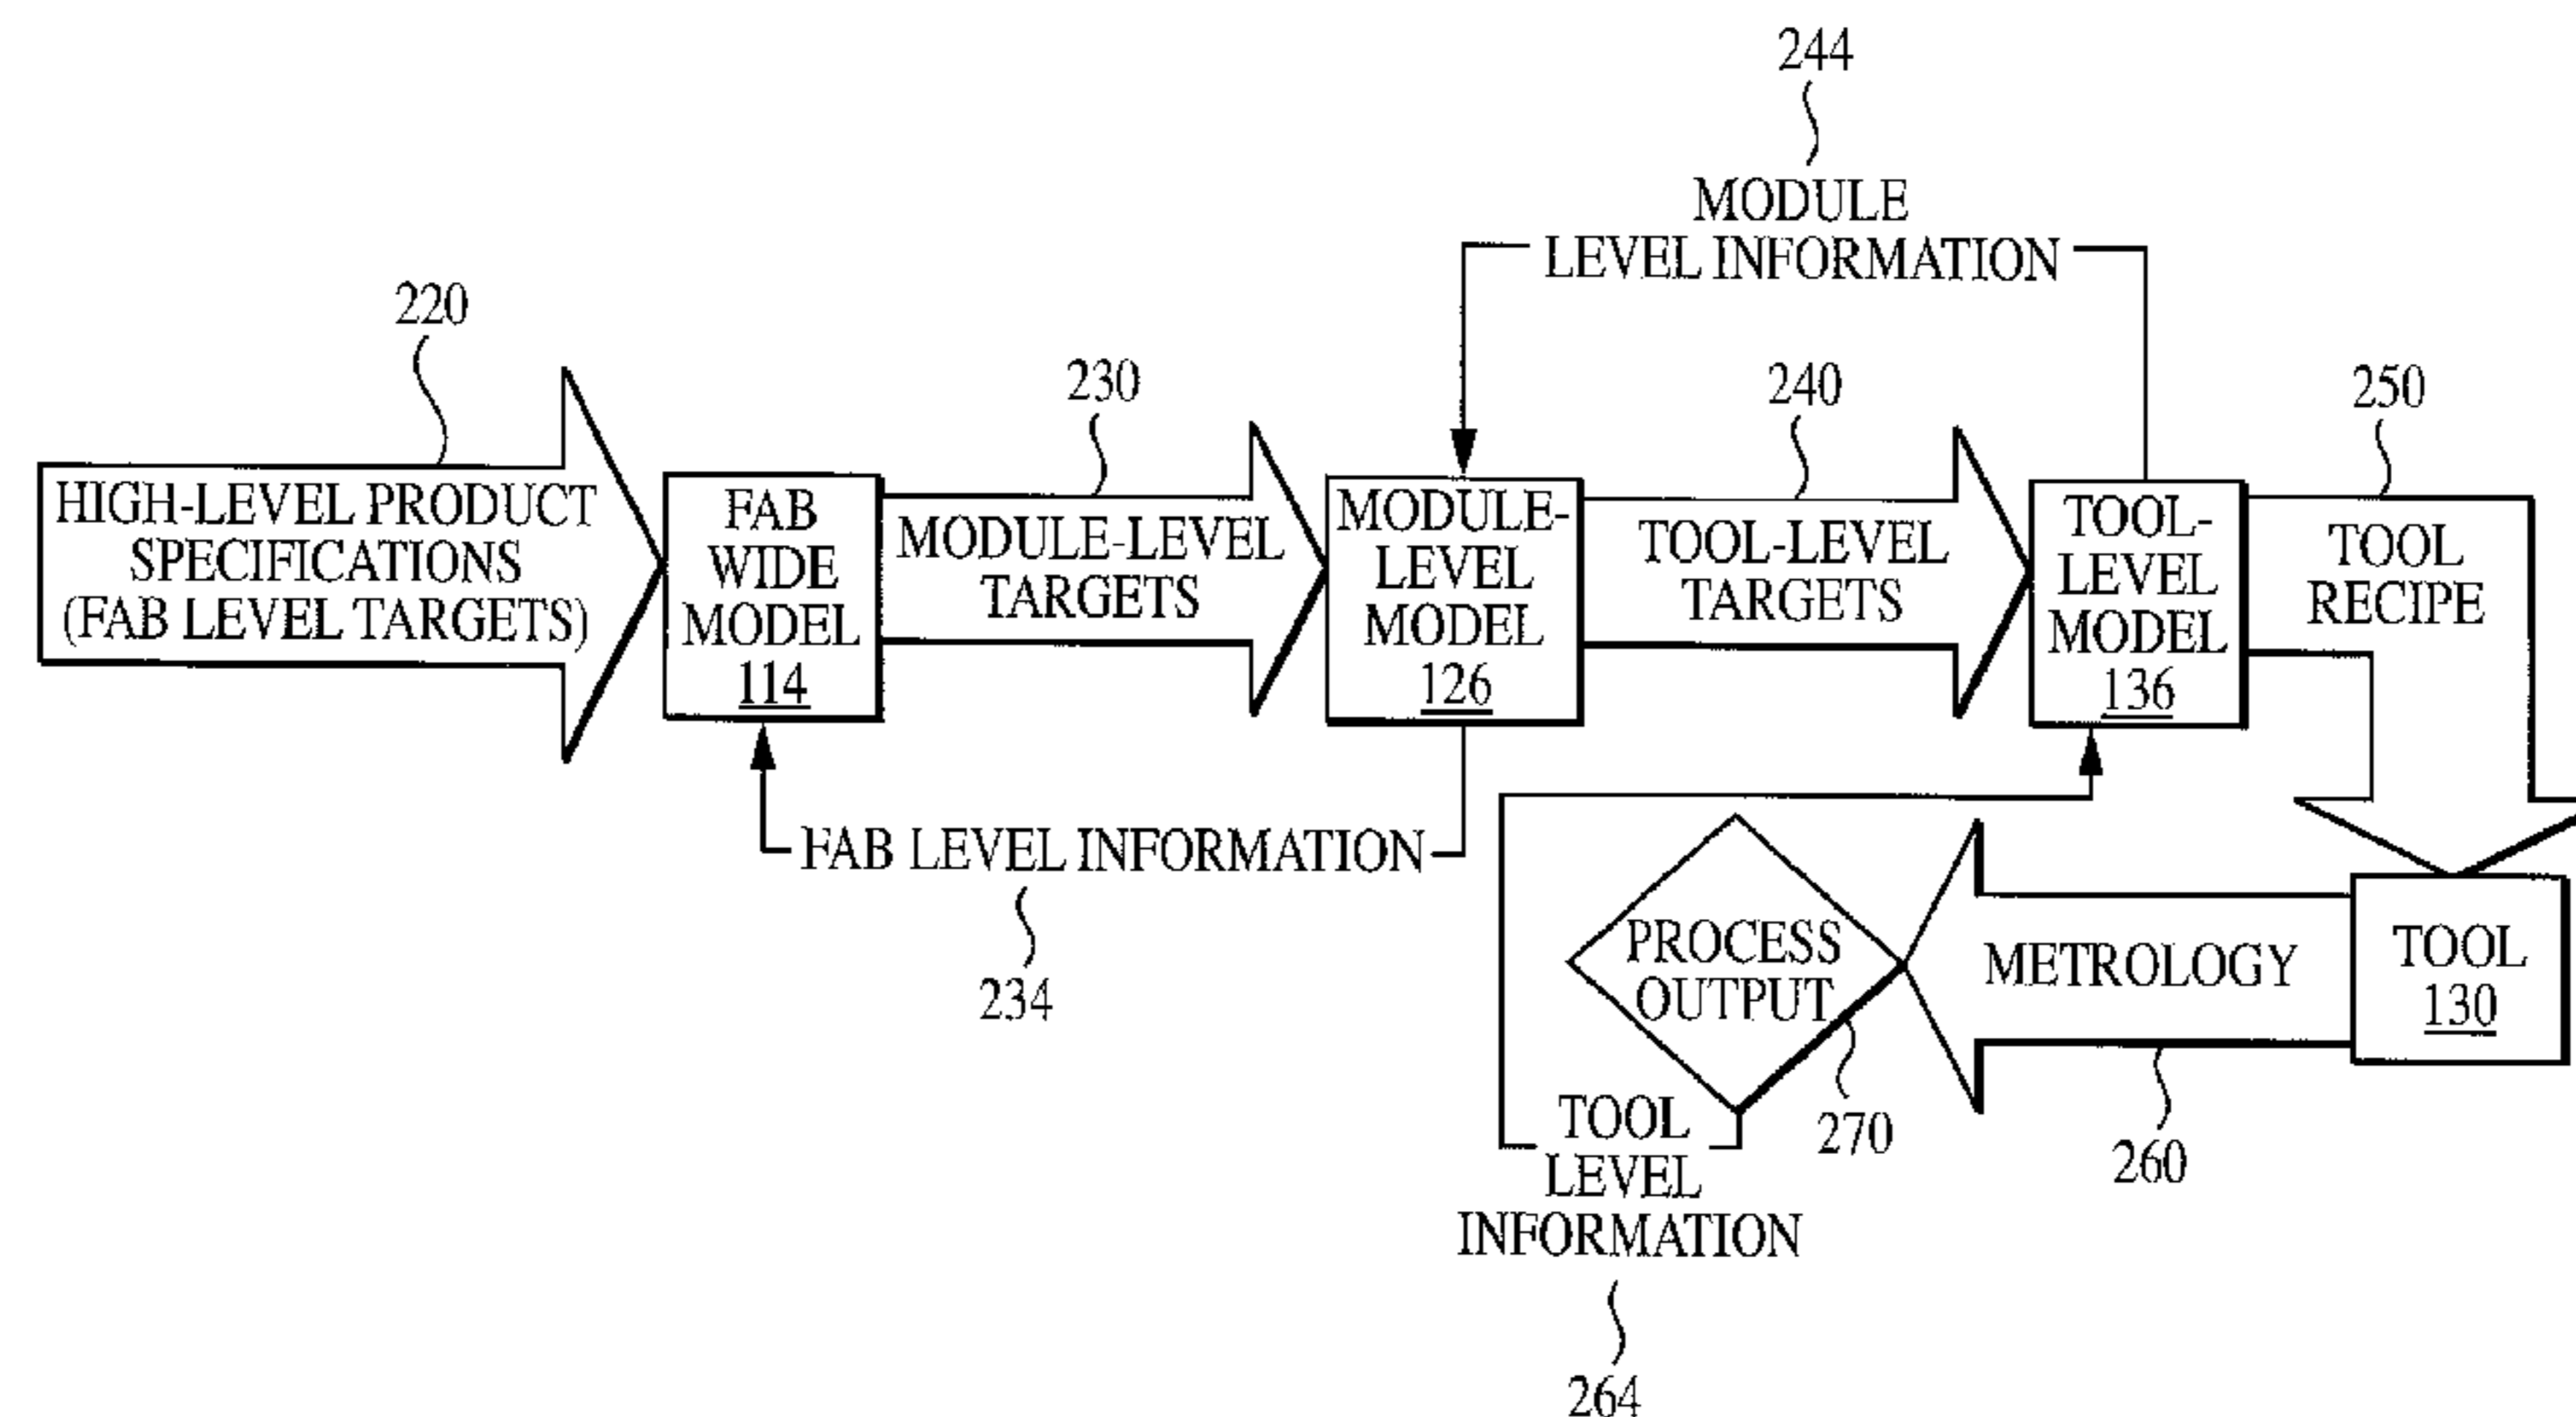 244
MODULE
LEVEL INFORMATION
220
230
240
250
HIGH-LEVEL PRODUCT
SPECIFICATIONS
(FAB LEVEL TARGETS)
FAB
WIDE
MODEL
114
MODULE-LEVEL
TARGETS
MODULE-
LEVEL
MODEL
126
TOOL-LEVEL
TARGETS
TOOL-
LEVEL
MODEL
136
TOOL
RECIPE
FAB LEVEL INFORMATION
234
PROCESS
OUTPUT
270
METROLOGY
260
TOOL
130
TOOL
LEVEL
INFORMATION
264